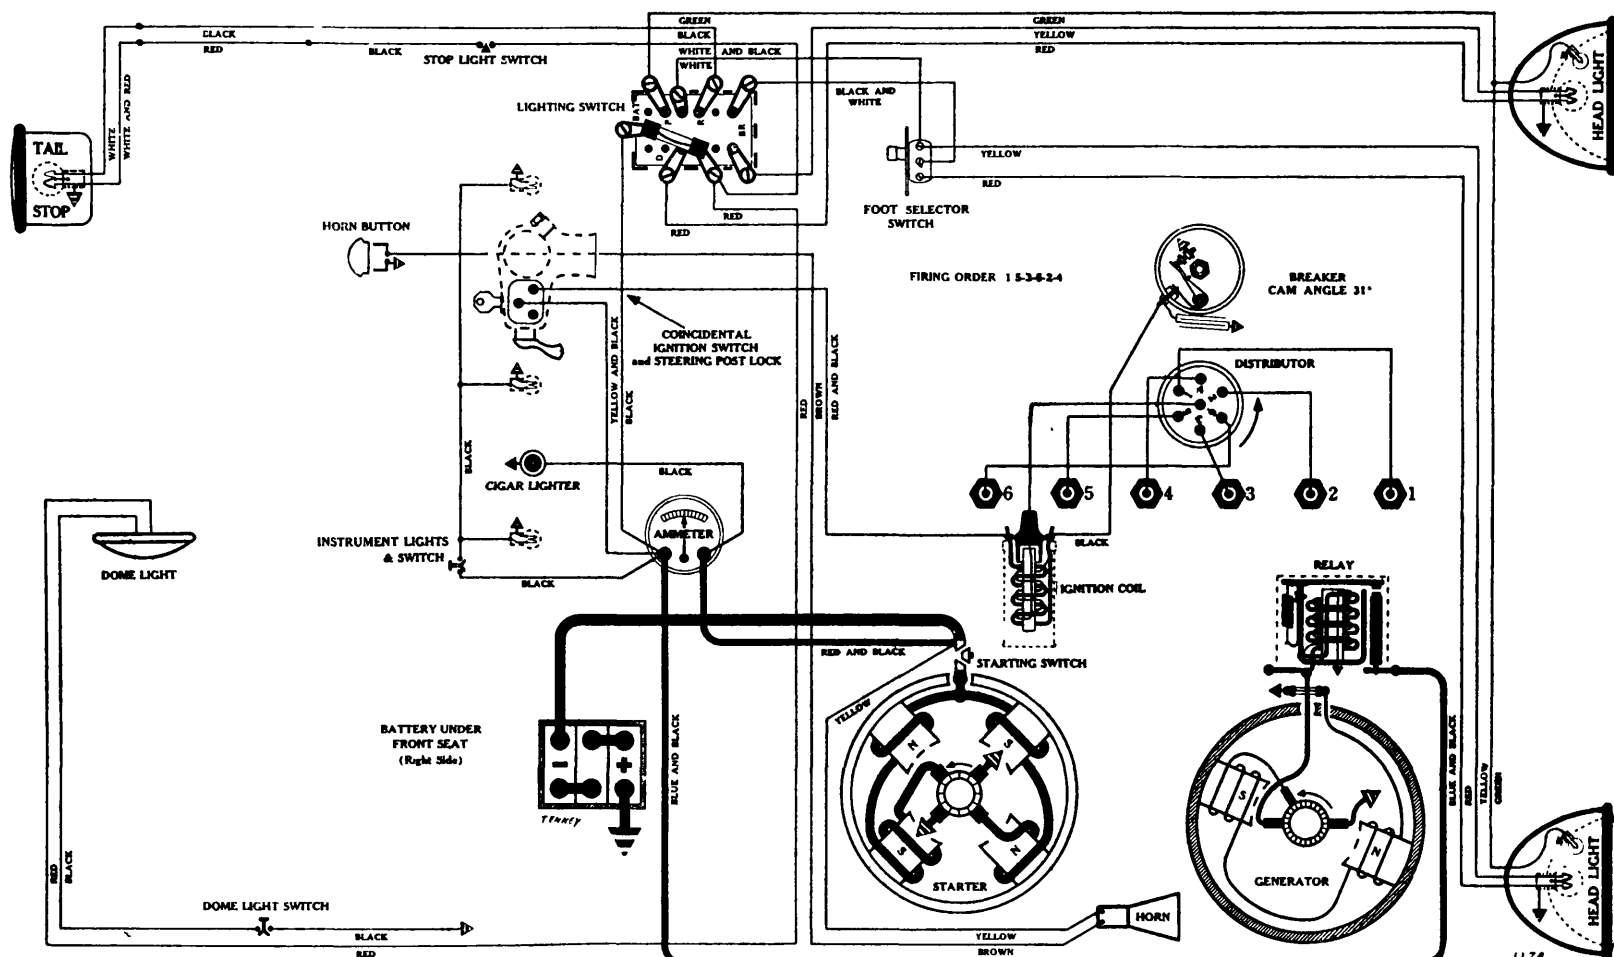 GREEN
BLACK
RED
BLACK
STOP LIGHT SWITCH
BLACK
WHITE AND BLACK
WHITE
GREEN
YELLOW
RED
HEAD LIGHT
WHITE
WHITE AND RED
TAIL
STOP
LIGHTING SWITCH
BAT
P
R
BR
D
BLACK AND
WHITE
YELLOW
RED
FOOT SELECTOR
SWITCH
RED
RED
HORN BUTTON
FIRING ORDER 1 5-3-6-2-4
BREAKER
CAM ANGLE 31°
COINCIDENTAL
IGNITION SWITCH
and STEERING POST LOCK
YELLOW AND BLACK
BLACK
RED
BROWN
RED AND BLACK
DISTRIBUTOR
BLACK
CIGAR LIGHTER
BLACK
6
5
4
3
2
1
AMMETER
BLACK
INSTRUMENT LIGHTS
& SWITCH
BLACK
DOME LIGHT
IGNITION COIL
RELAY
RED AND BLACK
STARTING SWITCH
YELLOW
BATTERY UNDER
FRONT SEAT
(Right Side)
TENNEY
BLUE AND BLACK
N
S
S
N
STARTER
S
N
GENERATOR
BLUE AND BLACK
RED
YELLOW
GREEN
HEAD LIGHT
RED
BLACK
DOME LIGHT SWITCH
BLACK
RED
HORN
YELLOW
BROWN